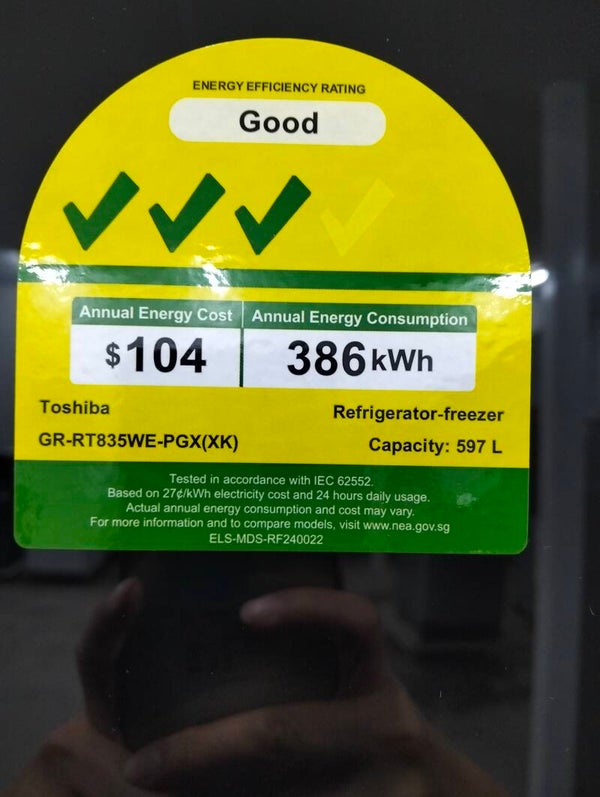 ENERGY EFFICIENCY RATING
Good
Annual Energy Cost
$104
Annual Energy Consumption
386 kWh
Toshiba
GR-RT835WE-PGX(XK)
Refrigerator-freezer
Capacity: 597 L
Tested in accordance with IEC 62552.
Based on 27¢/kWh electricity cost and 24 hours daily usage.
Actual annual energy consumption and cost may vary.
For more information and to compare models, visit www.nea.gov.sg
ELS-MDS-RF240022